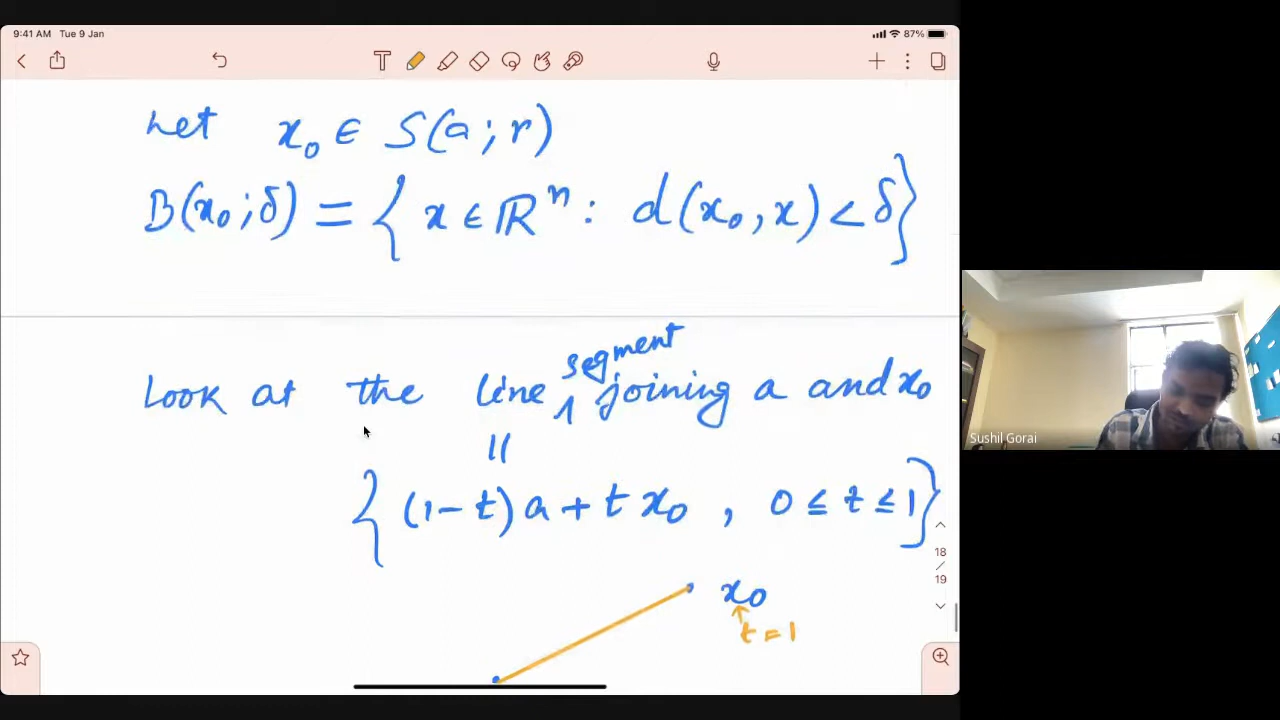 9:41 AM Tue 9 Jan
87%
Let x₀ ∈ S(a; r)
B(x₀; δ) = { x ∈ ℝⁿ : d(x₀, x) < δ }
segment
Look at the line ∧ joining a and x₀
||
{ (1-t) a + t x₀ , 0 ≤ t ≤ 1 }
18
/
19
x₀
↑
t = 1
Sushil Gorai